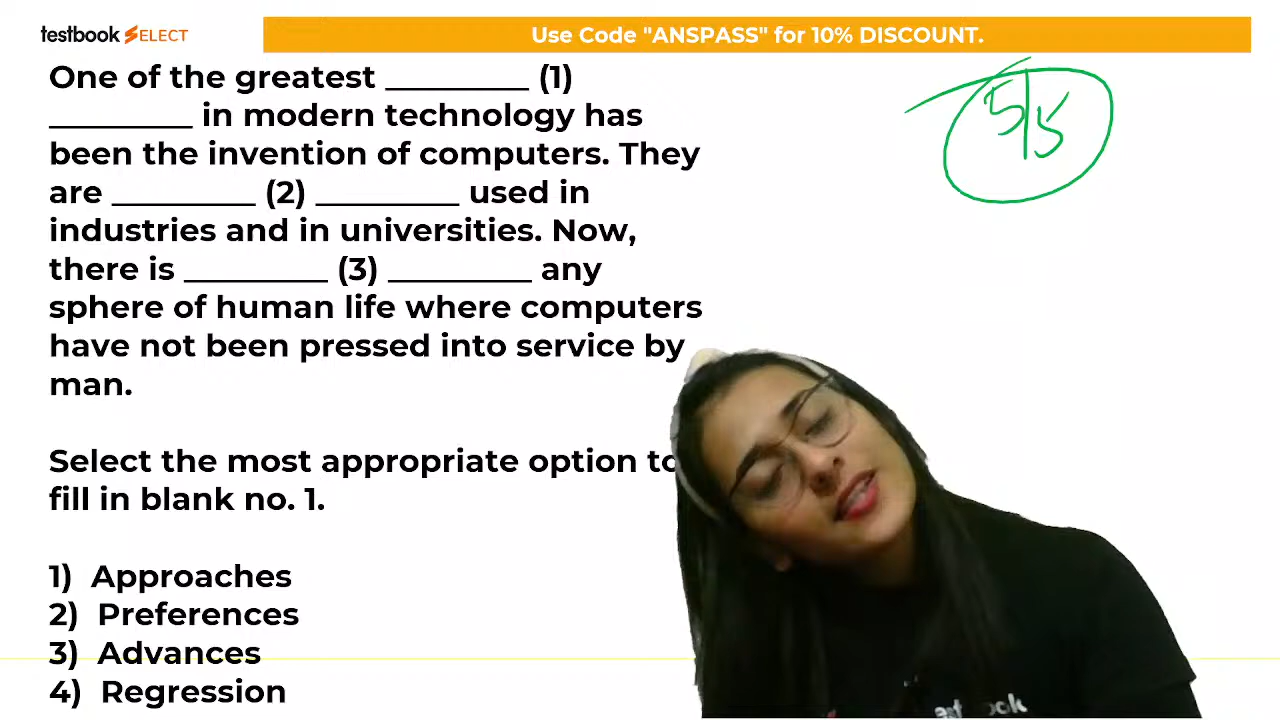 testbook SELECT
Use Code "ANSPASS" for 10% DISCOUNT.
One of the greatest _________ (1)
_________ in modern technology has
been the invention of computers. They
are _________ (2) _________ used in
industries and in universities. Now,
there is _________ (3) _________ any
sphere of human life where computers
have not been pressed into service by
man.
5/5
Select the most appropriate option to
fill in blank no. 1.
1) Approaches
2) Preferences
3) Advances
4) Regression